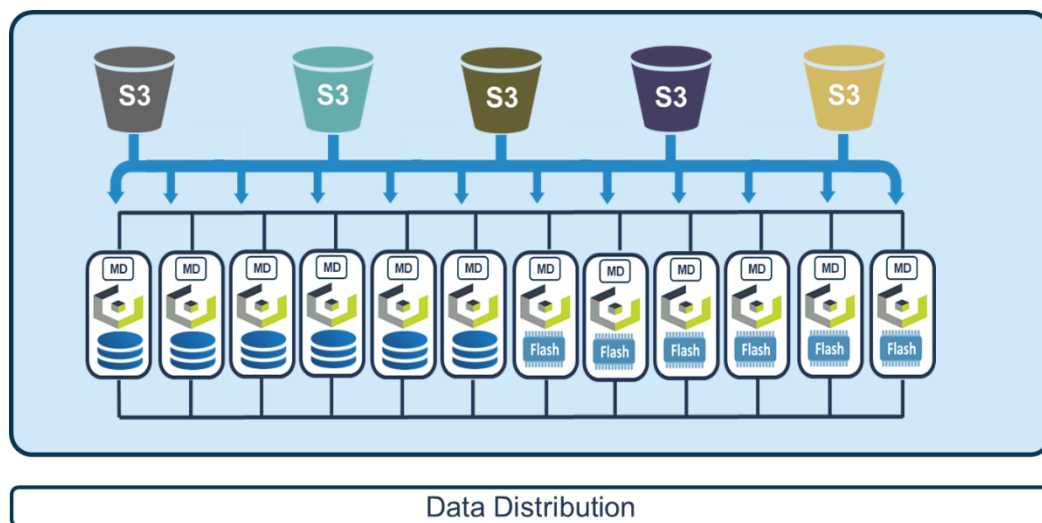 S3 S3 S3 S3 S3
MD MD MD MD MD MD MD MD MD MD MD MD
Flash Flash Flash Flash Flash Flash
Data Distribution